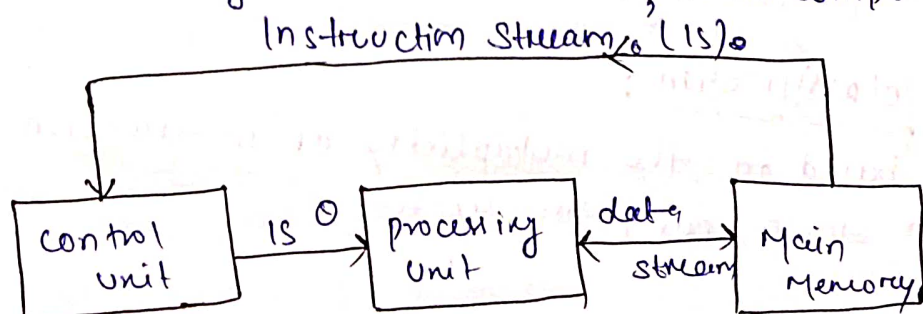 Instruction Stream (IS)
control
unit
IS
processing
unit
data
stream
Main
Memory